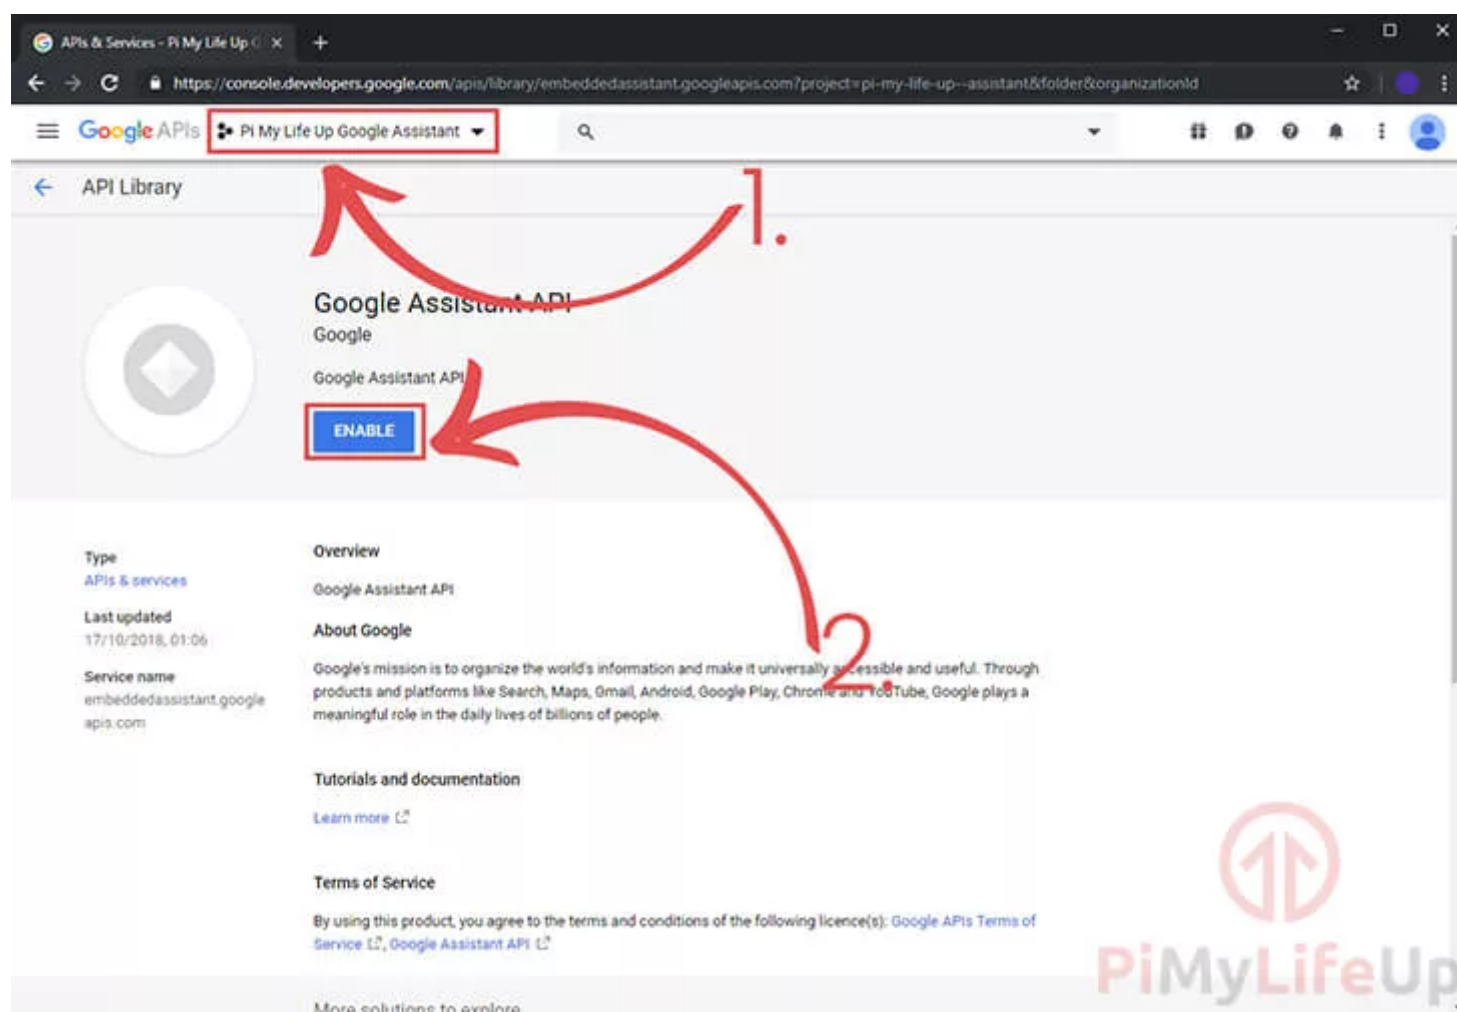 APIs & Services - Pi My Life Up
https://console.developers.google.com/apis/library/embeddedassistant.googleapis.com?project=pi-my-life-up--assistant&folder&organizationId
Google APIs Pi My Life Up Google Assistant
API Library
1.
Google Assistant API
Google
Google Assistant API
ENABLE
Type
APIs & services
Last updated
17/10/2018, 01:06
Service name
embeddedassistant.google
apis.com
Overview
Google Assistant API
About Google
2.
Google's mission is to organize the world's information and make it universally accessible and useful. Through
products and platforms like Search, Maps, Gmail, Android, Google Play, Chrome and YouTube, Google plays a
meaningful role in the daily lives of billions of people.
Tutorials and documentation
Learn more
Terms of Service
By using this product, you agree to the terms and conditions of the following licence(s): Google APIs Terms of
Service, Google Assistant API
More solutions to explore
PiMyLifeUp